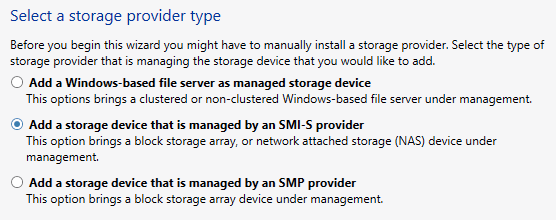 Select a storage provider type
Before you begin this wizard you might have to manually install a storage provider. Select the type of
storage provider that is managing the storage device that you would like to add.
Add a Windows-based file server as managed storage device
This options brings a clustered or non-clustered Windows-based file server under management.
Add a storage device that is managed by an SMI-S provider
This option brings a block storage array, or network attached storage (NAS) device under
management.
Add a storage device that is managed by an SMP provider
This option brings a block storage array device under management.